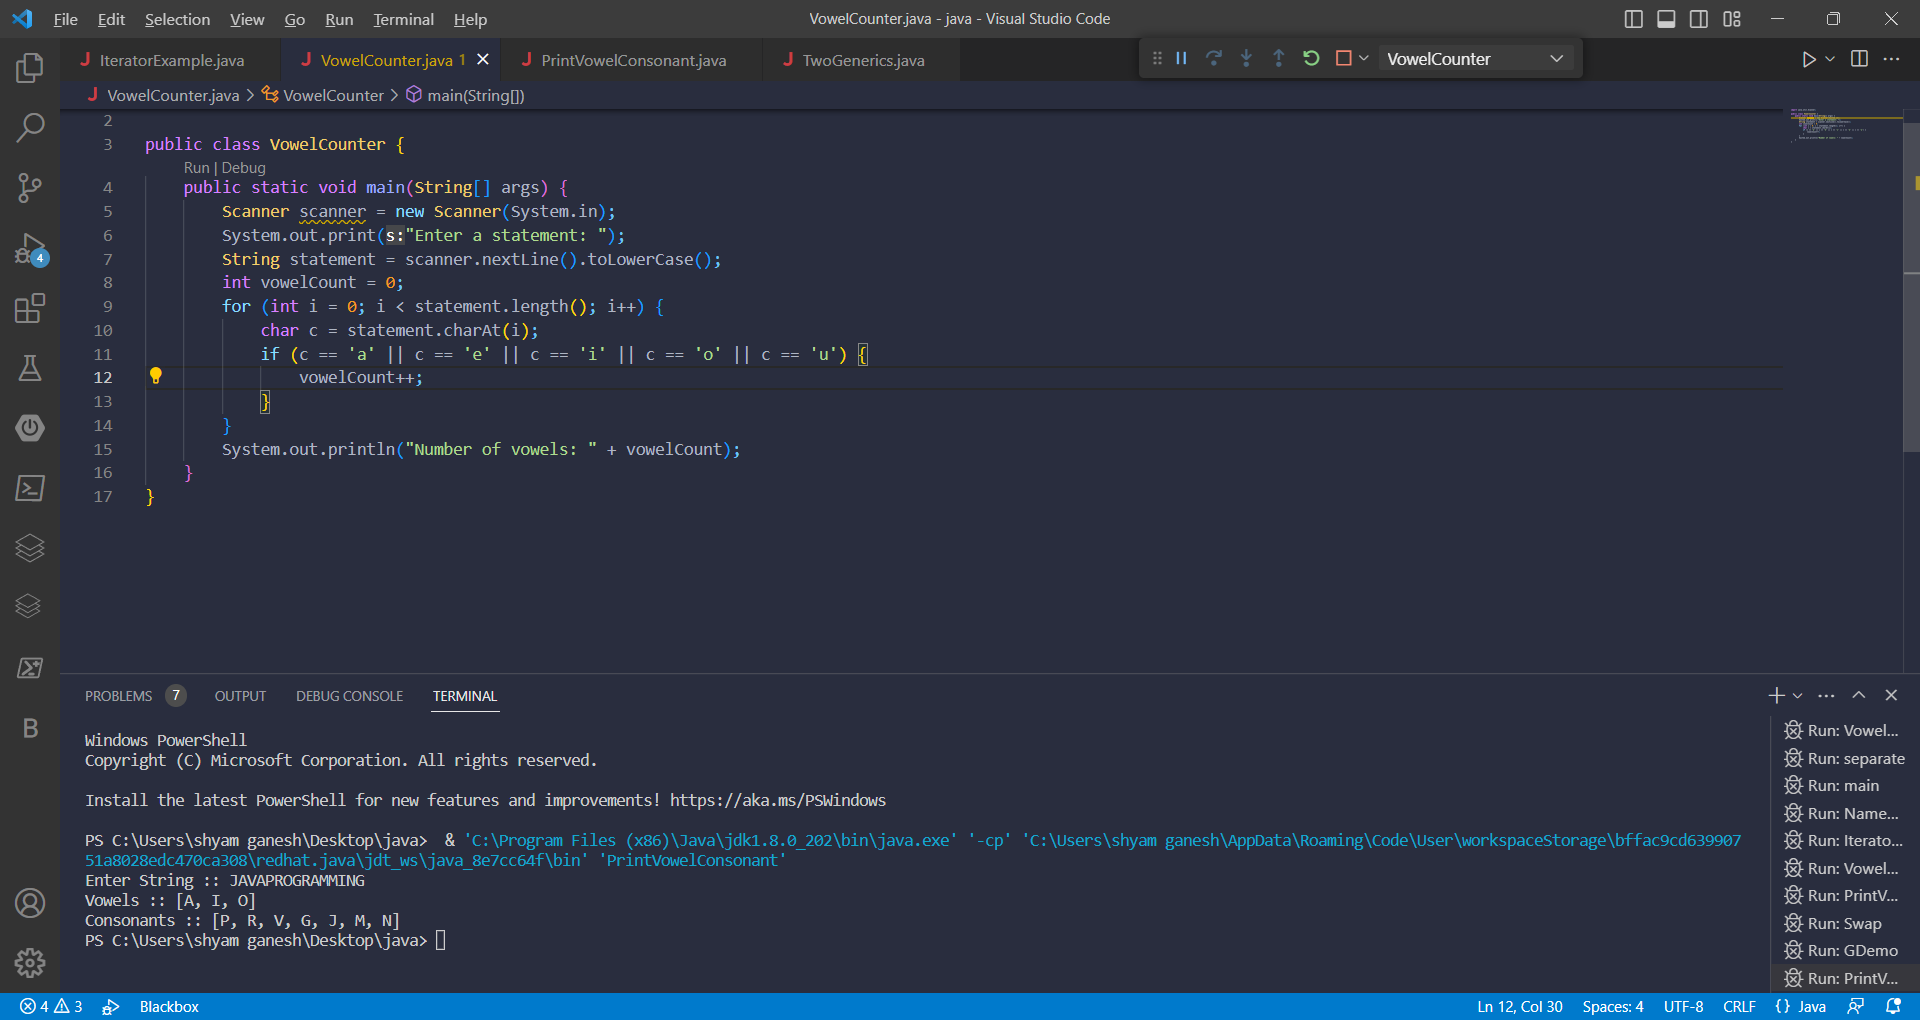 File Edit Selection View Go Run Terminal Help
VowelCounter.java - java - Visual Studio Code
IteratorExample.java
VowelCounter.java 1
PrintVowelConsonant.java
TwoGenerics.java
VowelCounter
VowelCounter.java > VowelCounter > main(String[])
2
3 public class VowelCounter {
Run | Debug
4 public static void main(String[] args) {
5 Scanner scanner = new Scanner(System.in);
6 System.out.print(s:"Enter a statement: ");
7 String statement = scanner.nextLine().toLowerCase();
8 int vowelCount = 0;
9 for (int i = 0; i < statement.length(); i++) {
10 char c = statement.charAt(i);
11 if (c == 'a' || c == 'e' || c == 'i' || c == 'o' || c == 'u') {
12 vowelCount++;
13 }
14 }
15 System.out.println("Number of vowels: " + vowelCount);
16 }
17 }
4
B
PROBLEMS 7 OUTPUT DEBUG CONSOLE TERMINAL
Windows PowerShell
Copyright (C) Microsoft Corporation. All rights reserved.
Install the latest PowerShell for new features and improvements! https://aka.ms/PSWindows
PS C:\Users\shyam ganesh\Desktop\java> & 'C:\Program Files (x86)\Java\jdk1.8.0_202\bin\java.exe' '-cp' 'C:\Users\shyam ganesh\AppData\Roaming\Code\User\workspaceStorage\bffac9cd639907
51a8028edc470ca308\redhat.java\jdt_ws\java_8e7cc64f\bin' 'PrintVowelConsonant'
Enter String :: JAVAPROGRAMMING
Vowels :: [A, I, O]
Consonants :: [P, R, V, G, J, M, N]
PS C:\Users\shyam ganesh\Desktop\java>
Run: Vowel...
Run: separate
Run: main
Run: Name...
Run: Iterato...
Run: Vowel...
Run: PrintV...
Run: Swap
Run: GDemo
Run: PrintV...
4 3 Blackbox
Ln 12, Col 30 Spaces: 4 UTF-8 CRLF {} Java